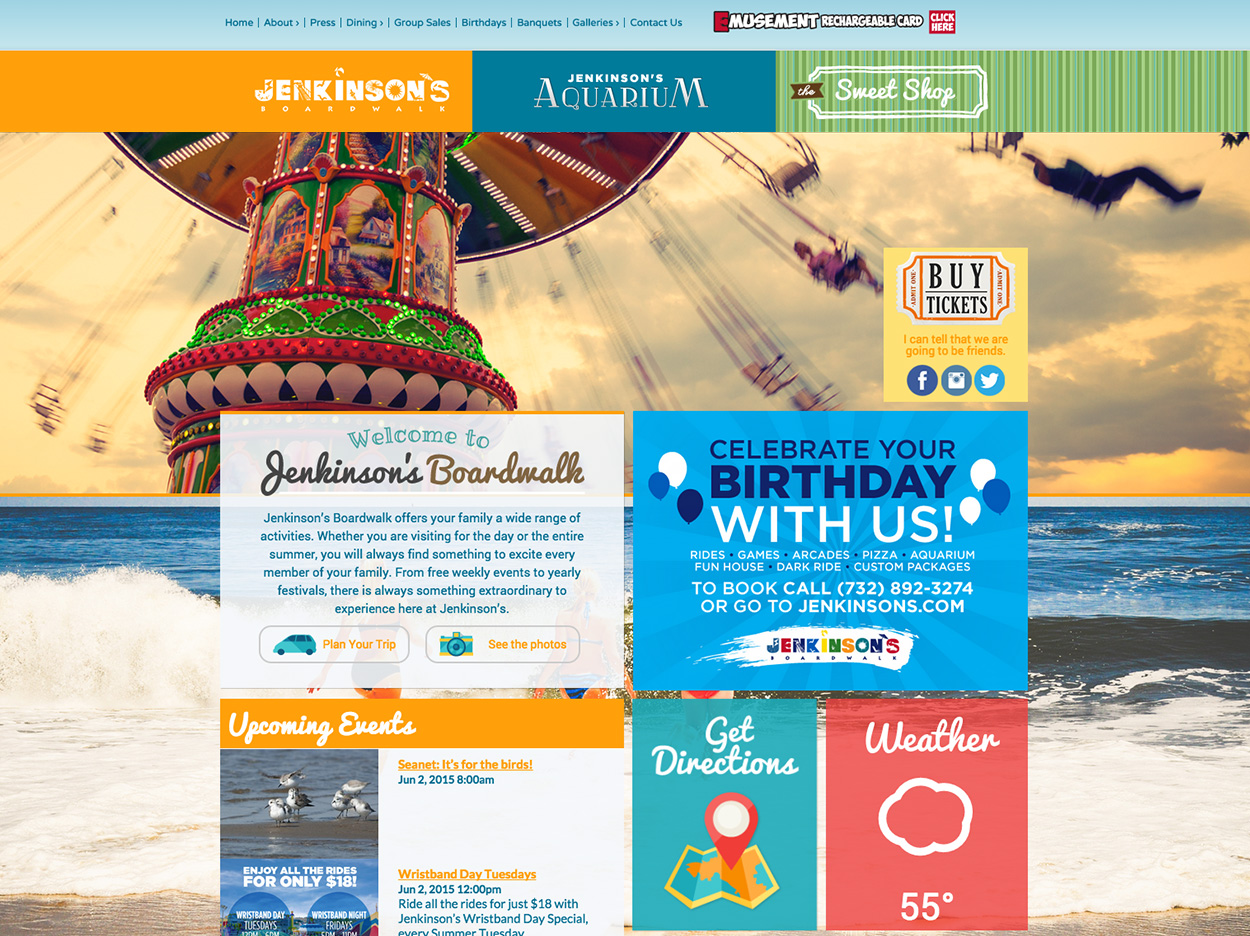 Home | About › | Press | Dining › | Group Sales | Birthdays | Banquets | Galleries › | Contact Us
EMUSEMENT RECHARGEABLE CARD CLICK HERE
JENKINSON'S
BOARDWALK
JENKINSON'S
AQUARIUM
the Sweet Shop
BUY
TICKETS
ADMIT ONE
ADMIT ONE
I can tell that we are
going to be friends.
Welcome to
Jenkinson's Boardwalk
Jenkinson's Boardwalk offers your family a wide range of
activities. Whether you are visiting for the day or the entire
summer, you will always find something to excite every
member of your family. From free weekly events to yearly
festivals, there is always something extraordinary to
experience here at Jenkinson's.
Plan Your Trip
See the photos
CELEBRATE YOUR
BIRTHDAY
WITH US!
RIDES • GAMES • ARCADES • PIZZA • AQUARIUM
FUN HOUSE • DARK RIDE • CUSTOM PACKAGES
TO BOOK CALL (732) 892-3274
OR GO TO JENKINSONS.COM
JENKINSON'S
BOARDWALK
Upcoming Events
Seanet: It's for the birds!
Jun 2, 2015 8:00am
ENJOY ALL THE RIDES
FOR ONLY $18!
WRISTBAND DAY
TUESDAYS
WRISTBAND NIGHT
FRIDAYS
Wristband Day Tuesdays
Jun 2, 2015 12:00pm
Ride all the rides for just $18 with
Jenkinson's Wristband Day Special,
every Summer Tuesday
Get
Directions
Weather
55°